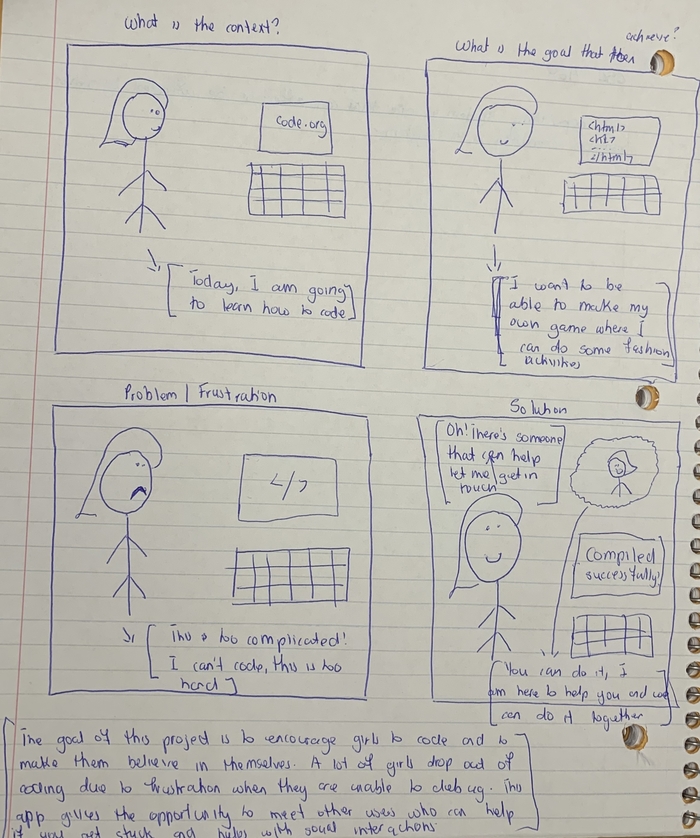 What is the context?
Code.org
Today, I am going
to learn how to code
achieve?
What is the goal that
<html>
<h1>
</html>
I want to be
able to make my
own game where I
can do some fashion
activities
Problem | Frustration
</>
This is too complicated!
I can't code, this is too
hard
Solution
Oh! There's someone
that can help
let me get in
touch
Compiled
successfully!
You can do it, I
am here to help you and we
can do it together
The goal of this project is to encourage girls to code and to
make them believe in themselves. A lot of girls drop out of
coding due to frustration when they are unable to debug. This
app gives the opportunity to meet other users who can help
if you get stuck and helps with social interactions.